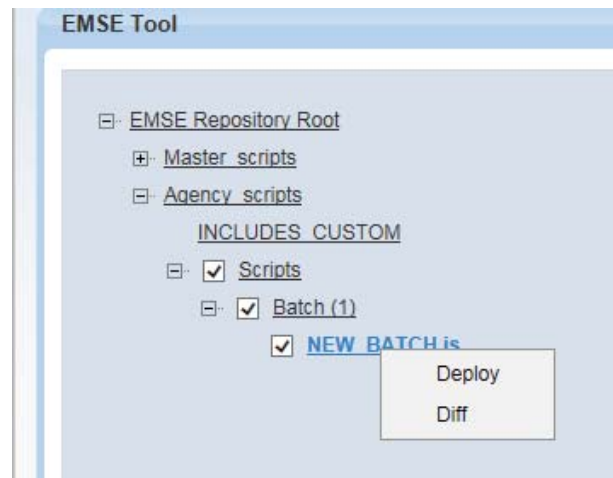 EMSE Tool
EMSE Repository Root
Master_scripts
Agency_scripts
INCLUDES_CUSTOM
Scripts
Batch (1)
NEW_BATCH.js
Deploy
Diff